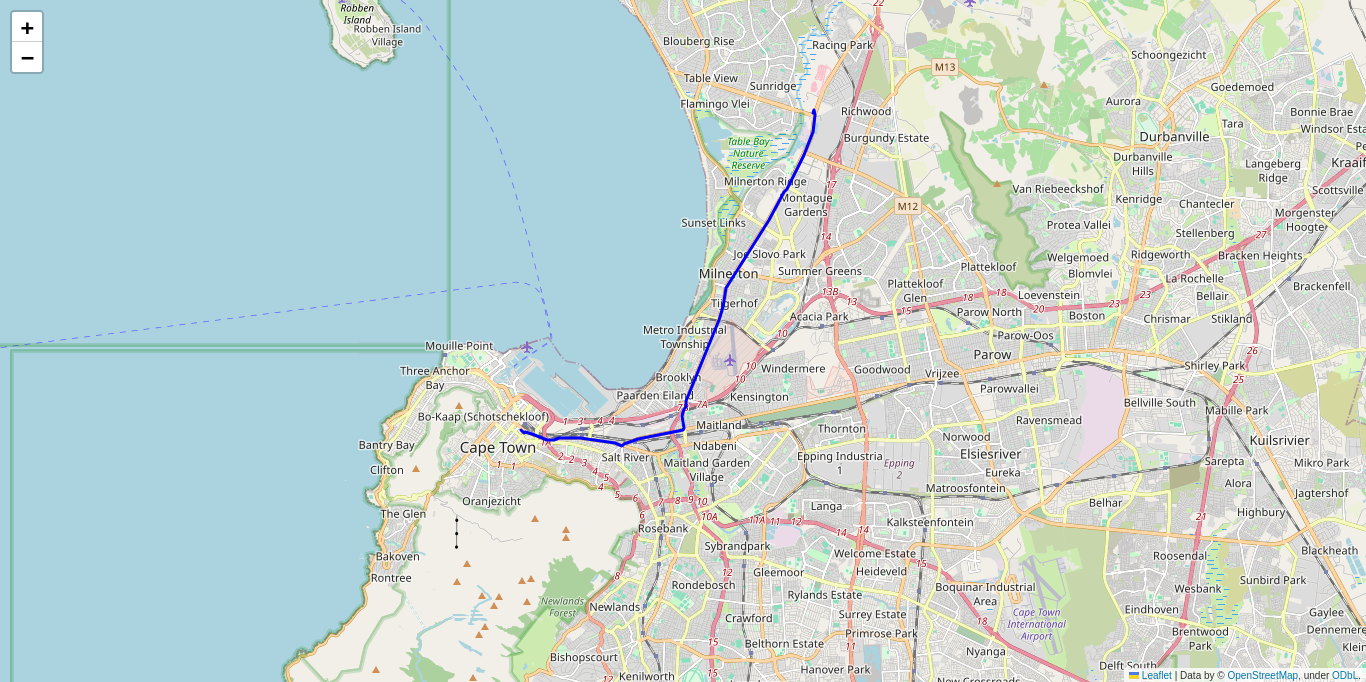 +
−
Robben
Island
Robben Island
Village
Blouberg Rise
Racing Park
22
Schoongezicht
M13
Table View
Sunridge
Goedemoed
Flamingo Vlei
Aurora
Richwood
Bonnie Brae
Tara
Windsor Esta
Burgundy Estate
Durbanville
Table Bay
Nature
Reserve
Durbanville
Hills
Langeberg
Ridge
Kraaif
Milnerton Ridge
17
Van Riebeeckshof
Scottsville
Montague
Gardens
M12
Kenridge
Chantecler
Morgenster
Hoogte
Sunset Links
Protea Vallei
Stellenberg
14
27
Joe Slovo Park
Welgemoed
Ridgeworth
Bracken Heights
Milnerton
Summer Greens
Plattekloof
Blomvlei
La Rochelle
Plattekloof
Glen
Brackenfell
13B
13
Loevenstein
Bellair
Tijgerhof
18
18
20
Acacia Park
Parow North
Boston
Chrismar
Stikland
Metro Industrial
Township
10
Parow-Oos
Mouille Point
Parow
Three Anchor
Bay
10
Windermere
Goodwood
Vrijzee
Shirley Park
Brooklyn
10
25
Paarden Eiland
Kensington
Parowvallei
Bellville South
7A
Mabille Park
Bo-Kaap (Schotschekloof)
1
3
4
4
Maitland
Thornton
Ravensmead
Norwood
Kuilsrivier
Bantry Bay
Cape Town
Ndabeni
Elsiesriver
Salt River
2
2
3
4
5
Epping Industria
1
Epping
2
Sarepta
Mikro Park
Clifton
1
1
Maitland Garden
Village
Eureka
Alora
Oranjezicht
4
5
6
Matroosfontein
Jagtershof
7
8
9
10
Belhar
The Glen
6
Langa
Highbury
10A
11A
11
12
Kalksteenfontein
21
Rosebank
14
14
Sybrandpark
Welcome Estate
Roosendal
Blackheath
Bakoven
15
Rontree
8
12
Gleemoor
Heideveld
Sunbird Park
Rondebosch
Boquinar Industrial
Area
Wesbank
Rylands Estate
Newlands
Forest
Newlands
Surrey Estate
Cape Town
International
Airport
Eindhoven
Gaylee
Crawford
Primrose Park
Brentwood
Park
Dennemere
Belthorn Estate
Nyanga
Bishopscourt
Hanover Park
Delft South
Klein
Kenilworth
15
New Crossroads
Leaflet | Data by © OpenStreetMap, under ODbL.